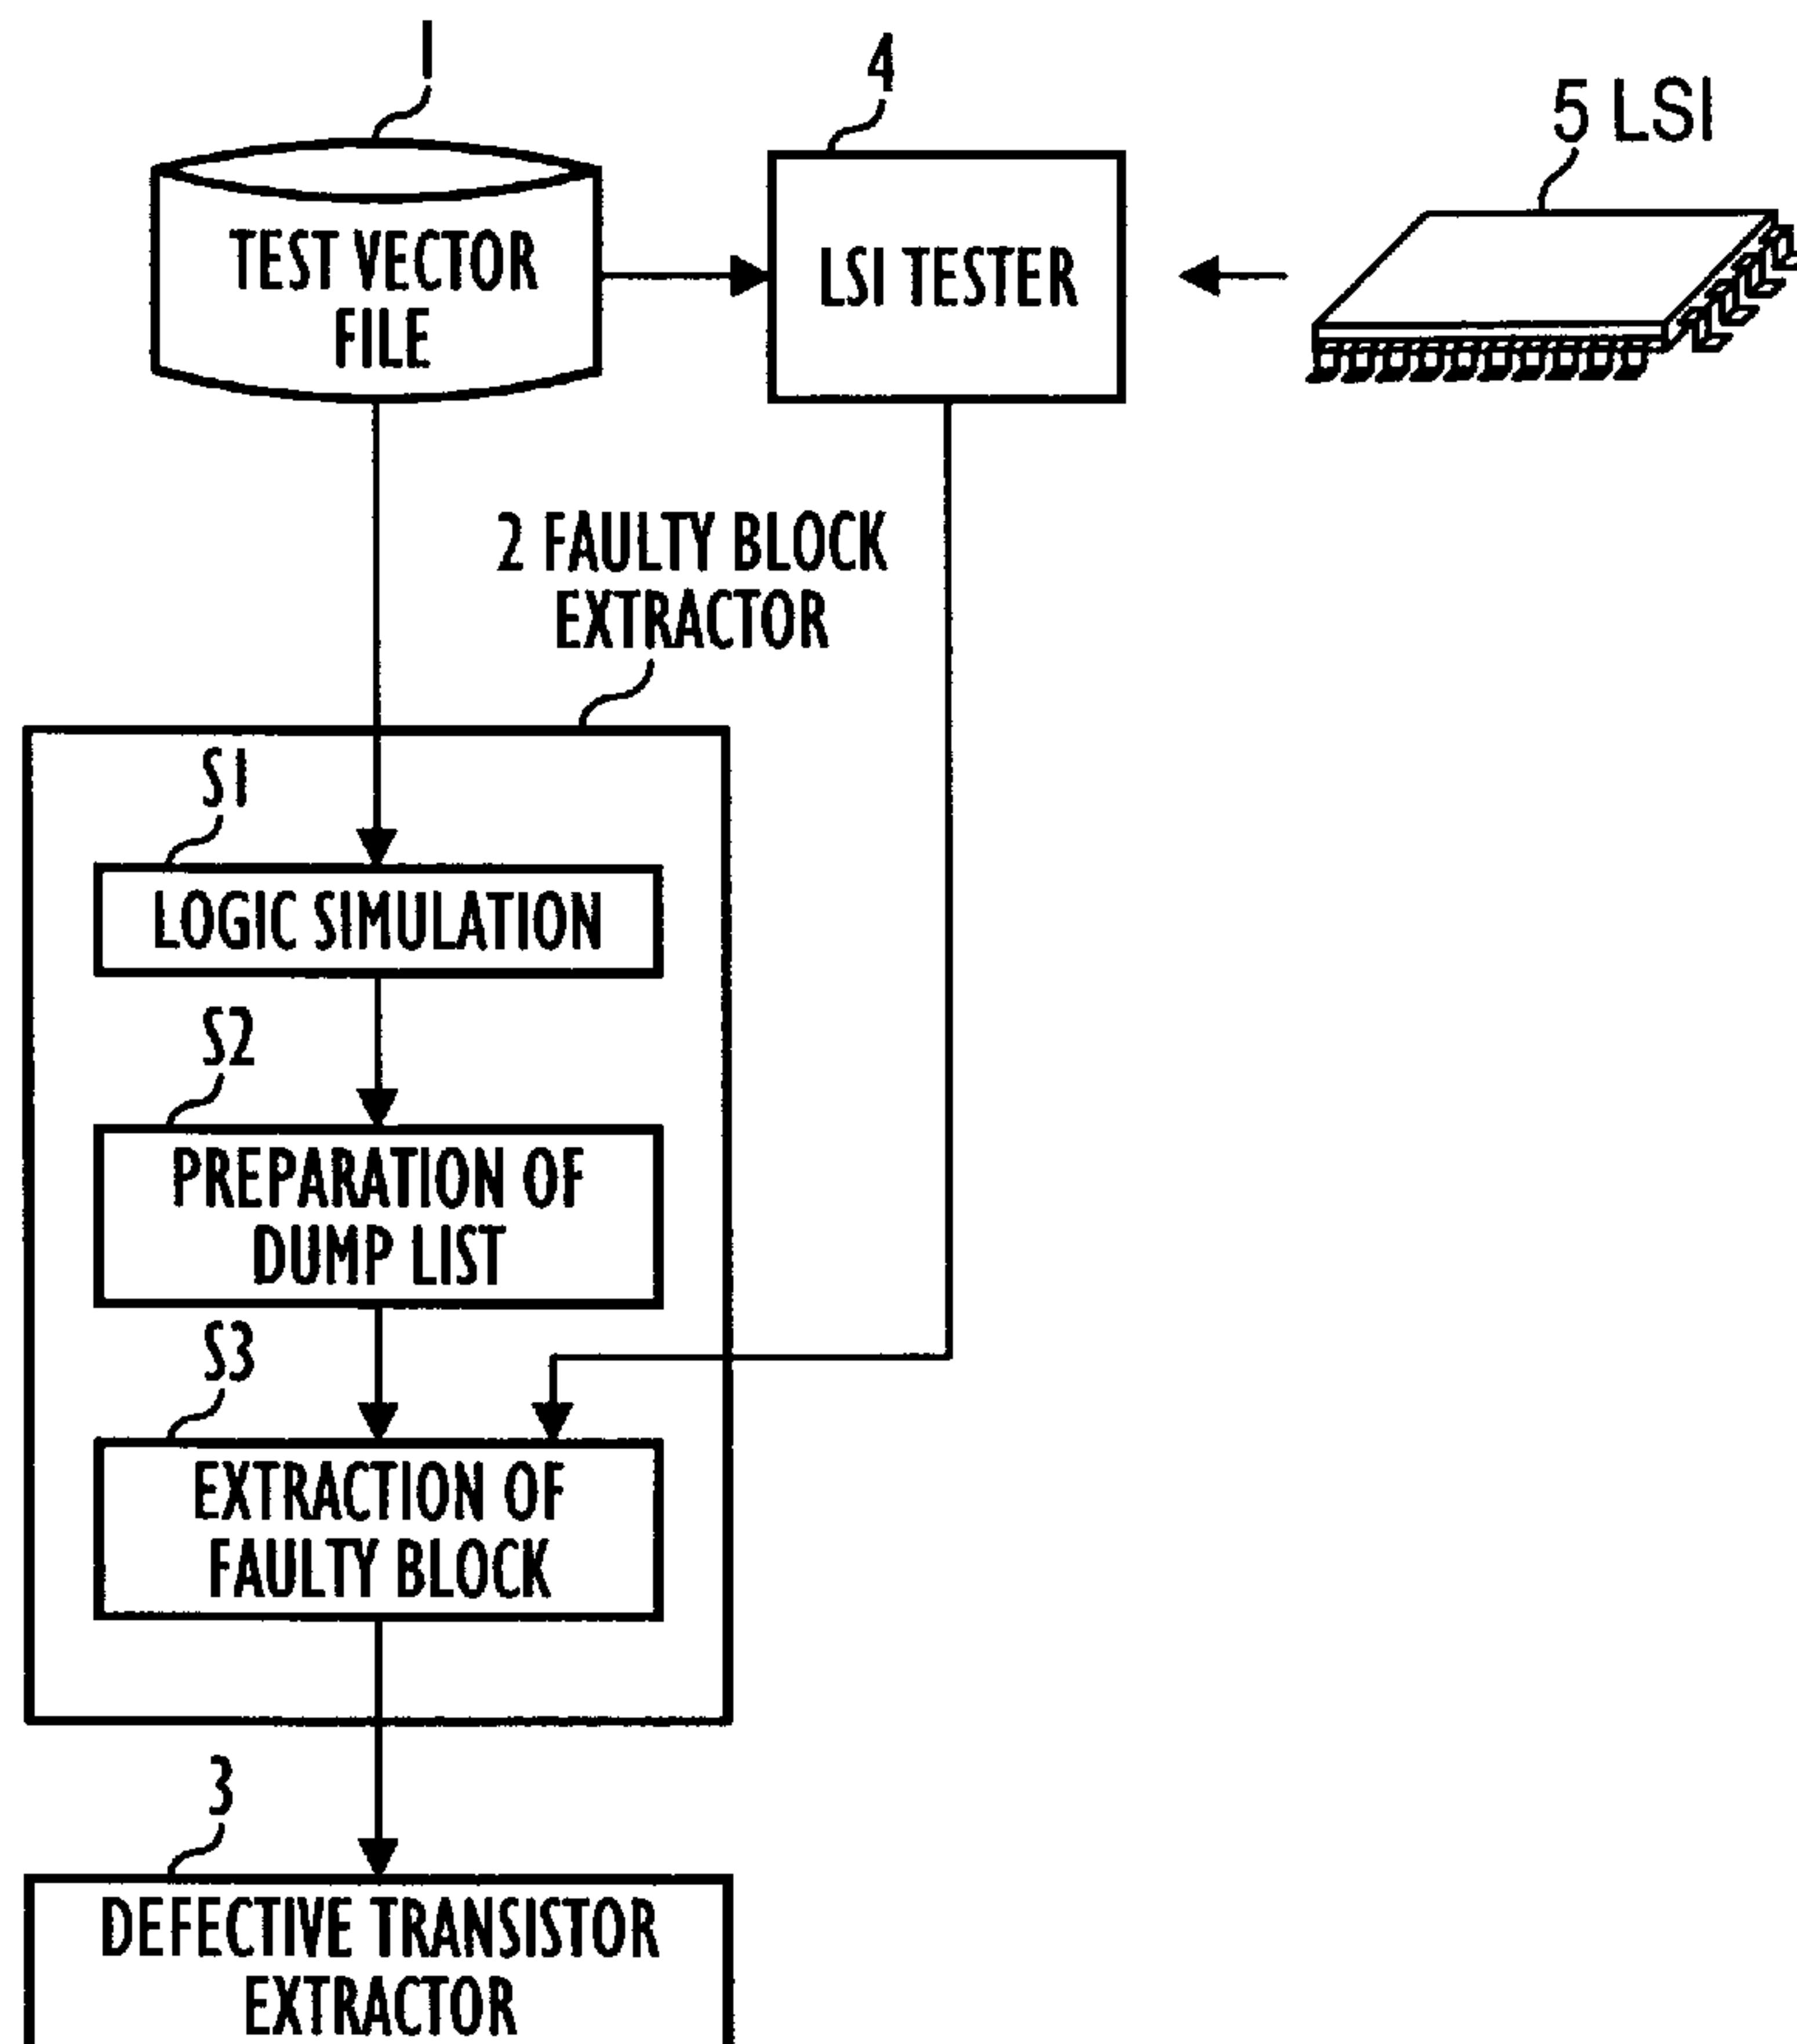 1
4
5 LSI
TEST VECTOR
FILE
LSI TESTER
2 FAULTY BLOCK
EXTRACTOR
S1
LOGIC SIMULATION
S2
PREPARATION OF
DUMP LIST
S3
EXTRACTION OF
FAULTY BLOCK
3
DEFECTIVE TRANSISTOR
EXTRACTOR